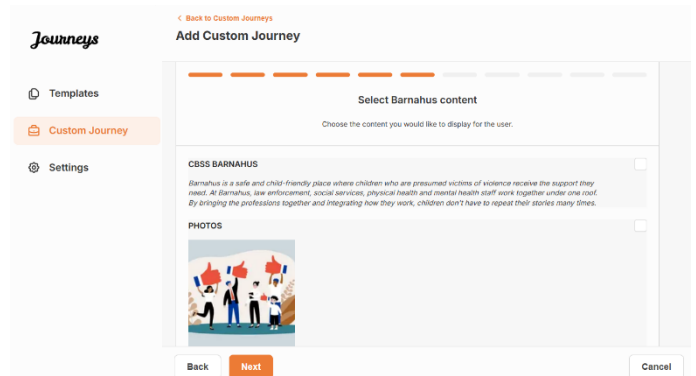 < Back to Custom Journeys
Journeys
Add Custom Journey
Templates
Custom Journey
Settings
Select Barnahus content
Choose the content you would like to display for the user.
CBSS BARNAHUS
Barnahus is a safe and child-friendly place where children who are presumed victims of violence receive the support they
need. At Barnahus, law enforcement, social services, physical health and mental health staff work together under one roof.
By bringing the professions together and integrating how they work, children don't have to repeat their stories many times.
PHOTOS
Back
Next
Cancel